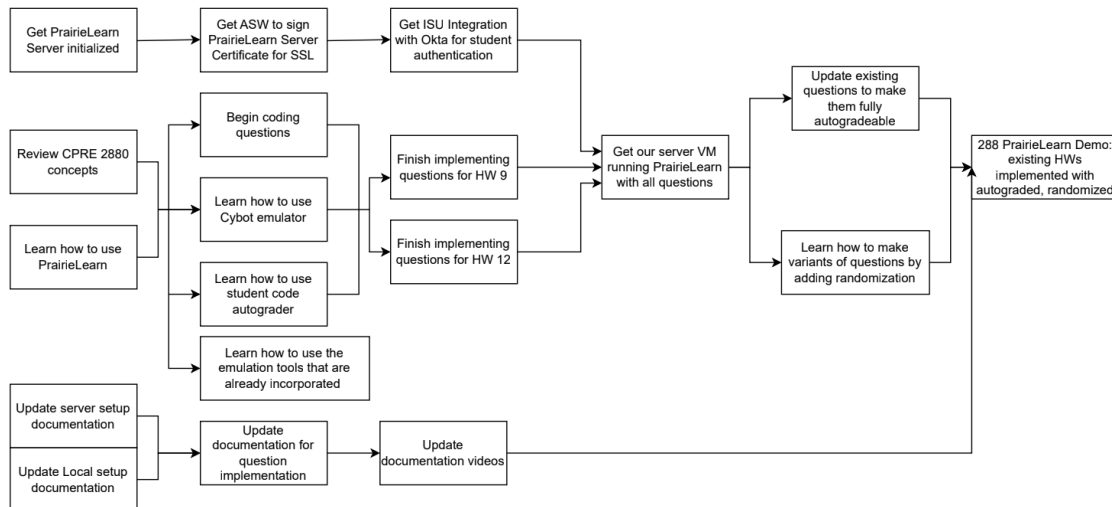 Get PrairieLearn
Server initialized
Get ASW to sign
PrairieLearn Server
Certificate for SSL
Get ISU Integration
with Okta for student
authentication
Review CPRE 2880
concepts
Learn how to use
PrairieLearn
Begin coding
questions
Learn how to use
Cybot emulator
Learn how to use
student code
autograder
Learn how to use the
emulation tools that are
already incorporated
Finish implementing
questions for HW 9
Finish implementing
questions for HW 12
Get our server VM
running PrairieLearn
with all questions
Update existing
questions to make
them fully
autogradeable
Learn how to make
variants of questions by
adding randomization
288 PrairieLearn Demo:
existing HWs
implemented with
autograded, randomized
Update server setup
documentation
Update Local setup
documentation
Update
documentation for
question
implementation
Update
documentation videos